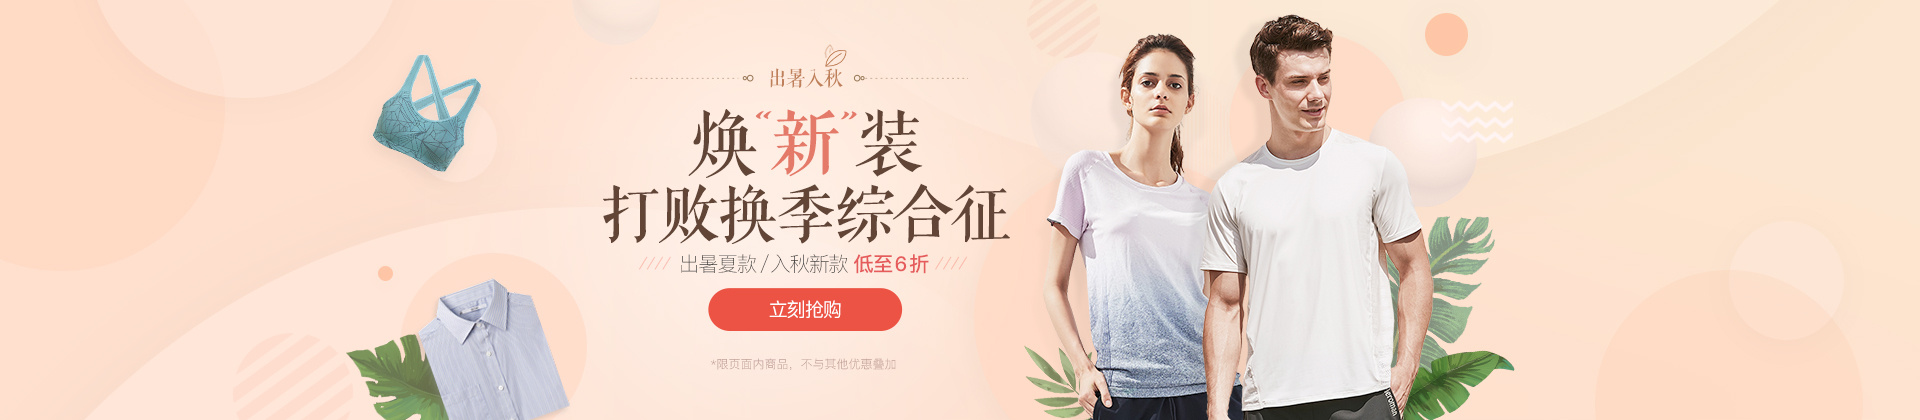 出暑入秋
焕“新”装
打败换季综合征
出暑夏款/入秋新款 低至6折
立刻抢购
*限页面内商品，不与其他优惠叠加